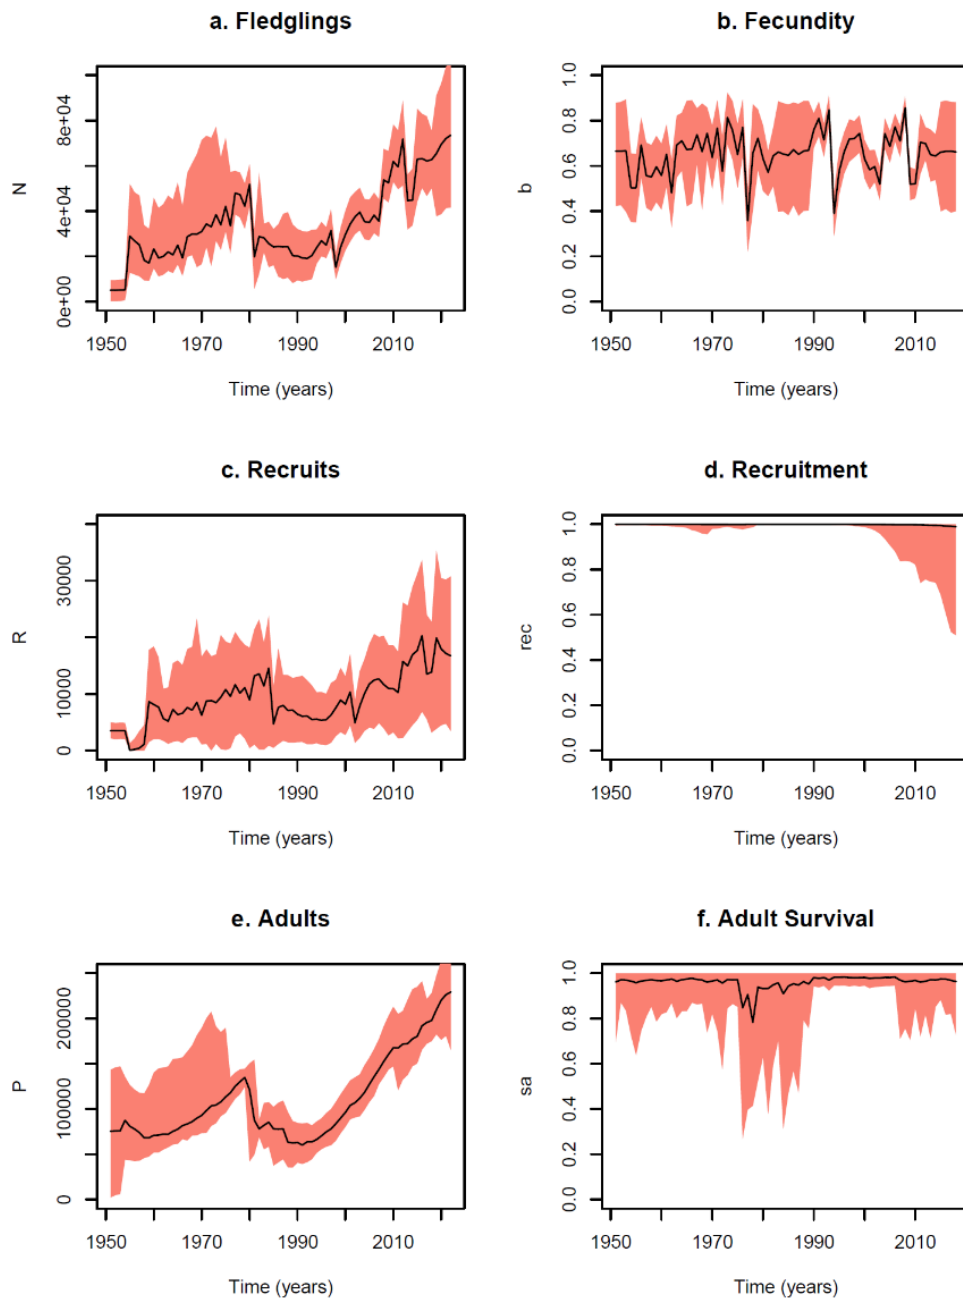 a. Fledglings
N
0e+00 4e+04 8e+04
1950 1970 1990 2010
Time (years)
b. Fecundity
b
0.0 0.2 0.4 0.6 0.8 1.0
1950 1970 1990 2010
Time (years)
c. Recruits
R
0 10000 30000
1950 1970 1990 2010
Time (years)
d. Recruitment
rec
0.0 0.2 0.4 0.6 0.8 1.0
1950 1970 1990 2010
Time (years)
e. Adults
P
0 100000 200000
1950 1970 1990 2010
Time (years)
f. Adult Survival
sa
0.0 0.2 0.4 0.6 0.8 1.0
1950 1970 1990 2010
Time (years)